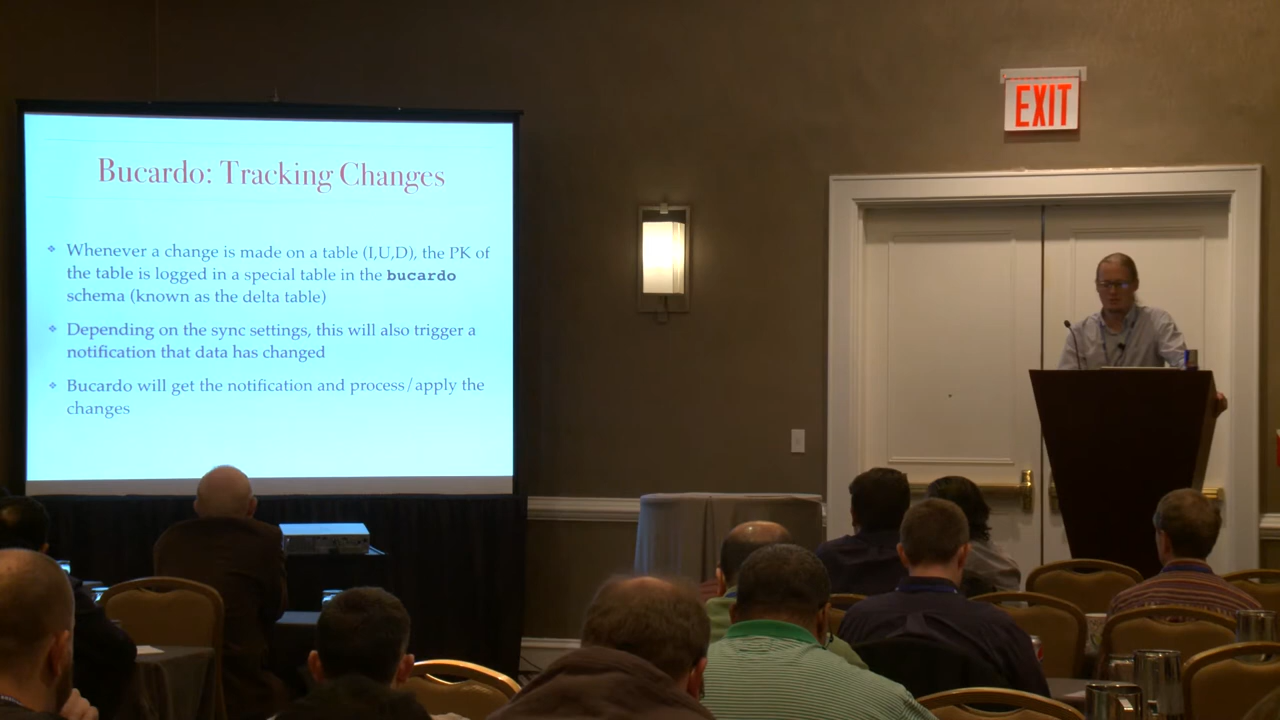 Bucardo: Tracking Changes
Whenever a change is made on a table (I,U,D), the PK of
the table is logged in a special table in the bucardo
schema (known as the delta table)
Depending on the sync settings, this will also trigger a
notification that data has changed
Bucardo will get the notification and process/apply the
changes
EXIT